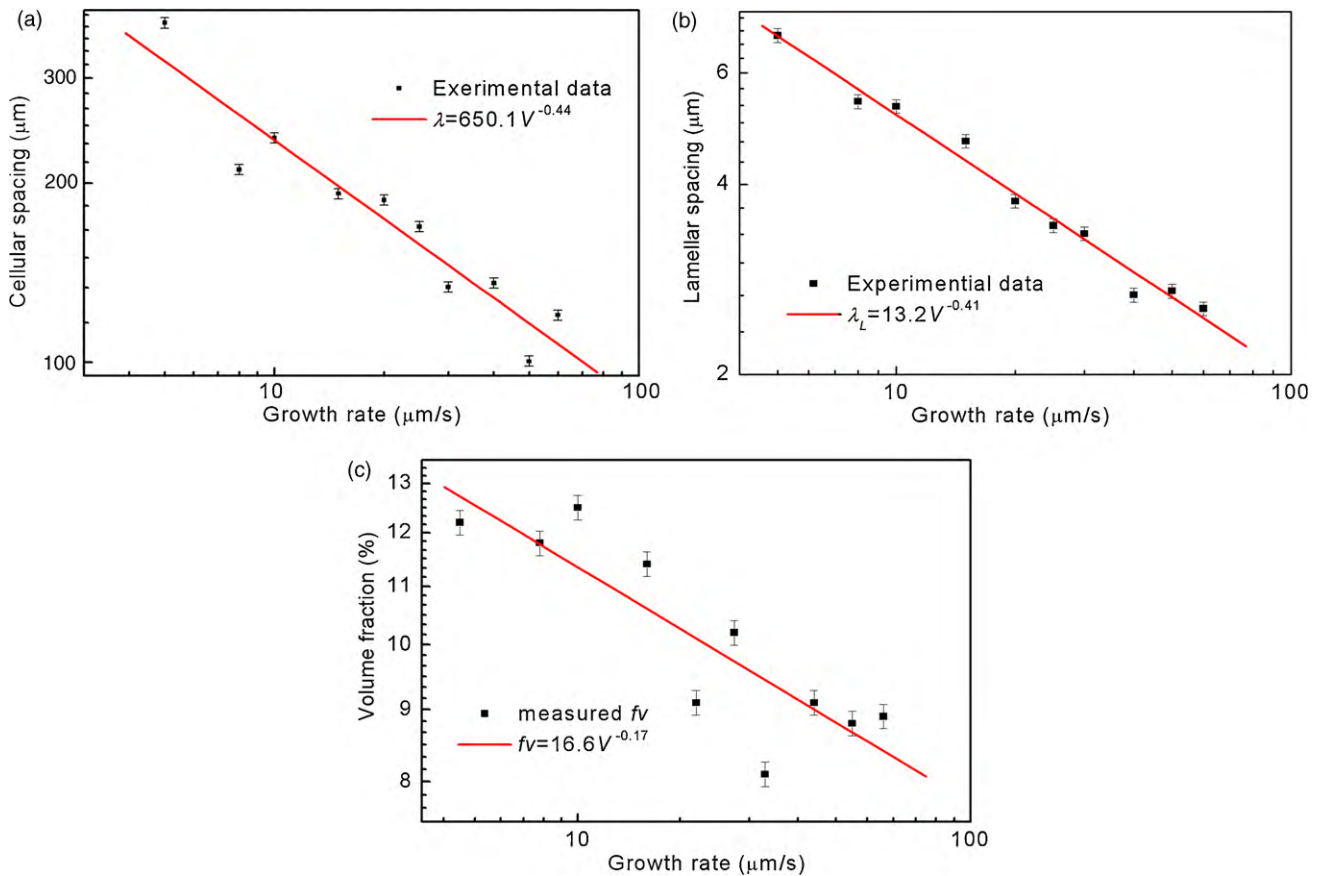 (a)
300
200
100
10
100
Cellular spacing (μm)
Growth rate (μm/s)
Exerimental data
λ=650.1V^-0.44
(b)
6
4
2
10
100
Lamellar spacing (μm)
Growth rate (μm/s)
Experimental data
λ_L=13.2V^-0.41
(c)
13
12
11
10
9
8
10
100
Volume fraction (%)
Growth rate (μm/s)
measured fv
fv=16.6V^-0.17